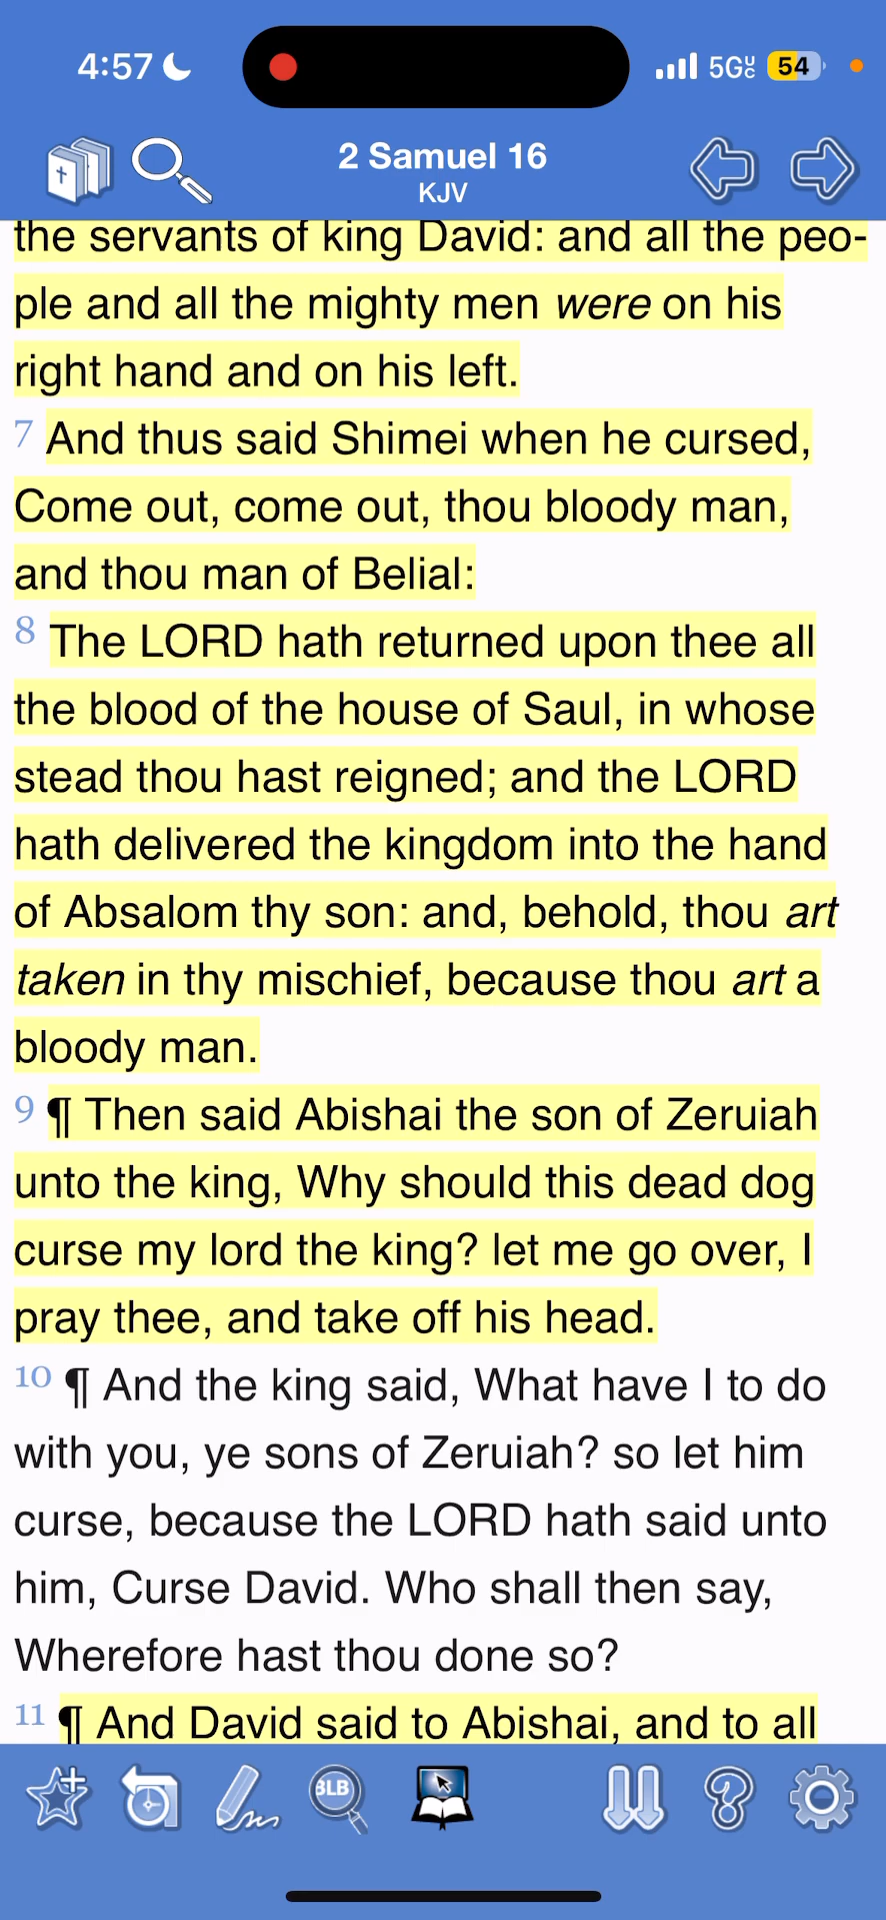 4:57
5GUC 54
2 Samuel 16
KJV
the servants of king David: and all the peo-
ple and all the mighty men were on his
right hand and on his left.
7 And thus said Shimei when he cursed,
Come out, come out, thou bloody man,
and thou man of Belial:
8 The LORD hath returned upon thee all
the blood of the house of Saul, in whose
stead thou hast reigned; and the LORD
hath delivered the kingdom into the hand
of Absalom thy son: and, behold, thou art
taken in thy mischief, because thou art a
bloody man.
9 ¶ Then said Abishai the son of Zeruiah
unto the king, Why should this dead dog
curse my lord the king? let me go over, I
pray thee, and take off his head.
10 ¶ And the king said, What have I to do
with you, ye sons of Zeruiah? so let him
curse, because the LORD hath said unto
him, Curse David. Who shall then say,
Wherefore hast thou done so?
11 ¶ And David said to Abishai, and to all
BLB